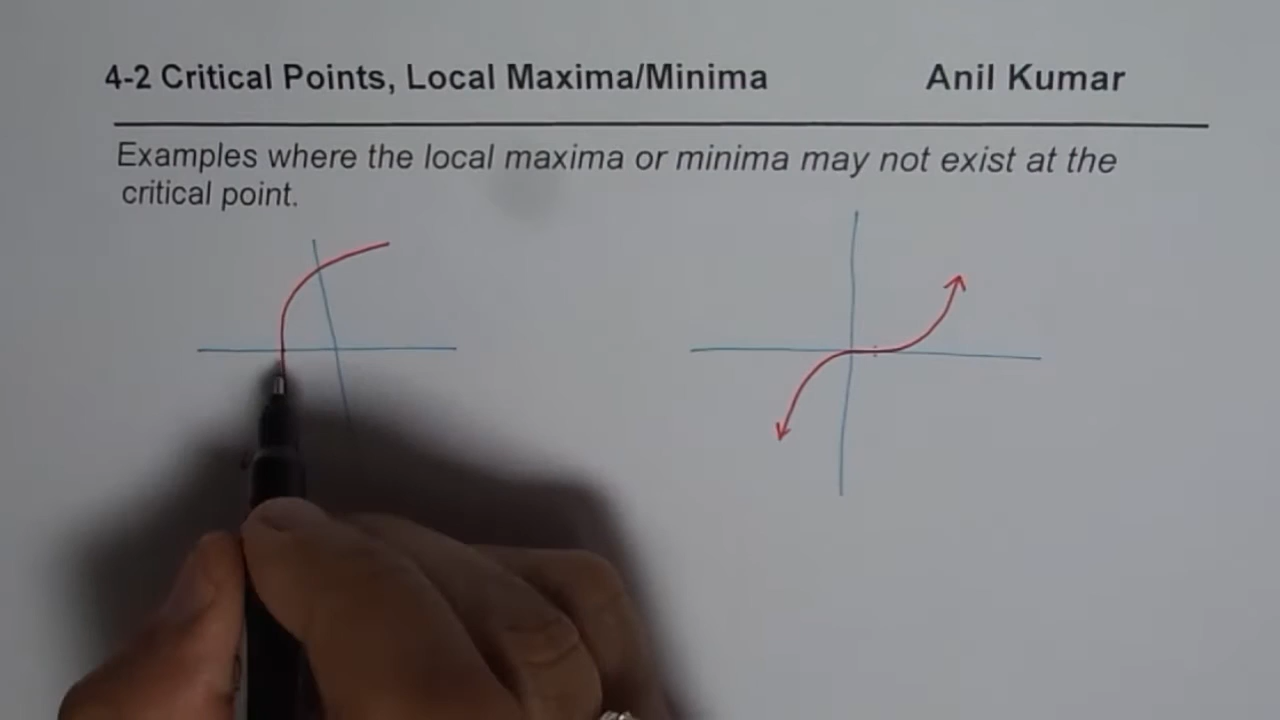 4-2 Critical Points, Local Maxima/Minima Anil Kumar
Examples where the local maxima or minima may not exist at the
critical point.